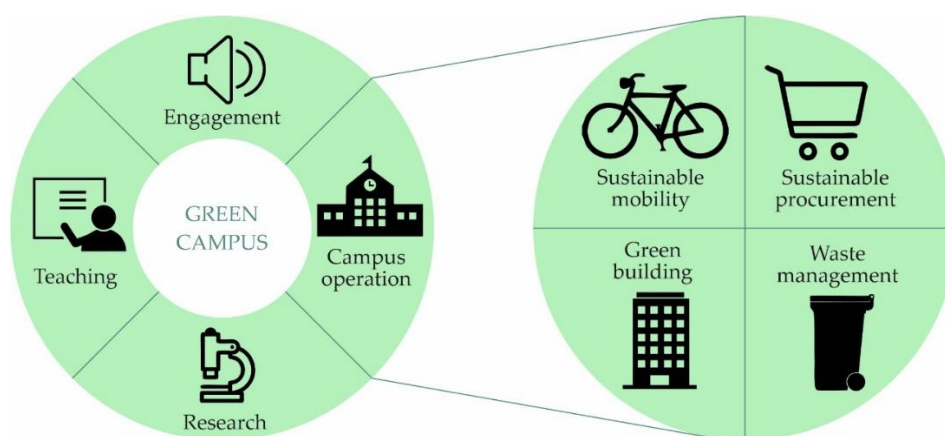 Engagement
GREEN
CAMPUS
Teaching
Campus
operation
Research
Sustainable
mobility
Sustainable
procurement
Green
building
Waste
management